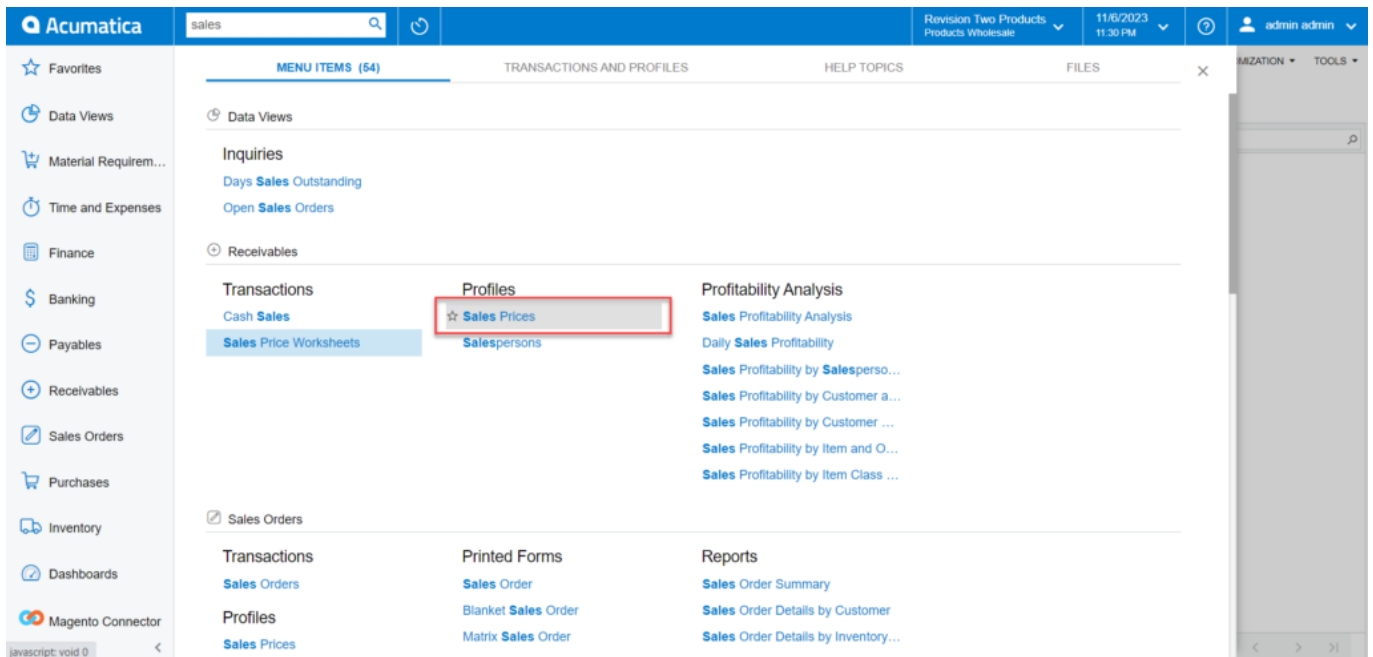 Acumatica
sales
Revision Two Products
Products Wholesale
11/6/2023
11:30 PM
admin admin
Favorites
Data Views
Material Requirem...
Time and Expenses
Finance
Banking
Payables
Receivables
Sales Orders
Purchases
Inventory
Dashboards
Magento Connector
javascript: void 0
MENU ITEMS (54)
TRANSACTIONS AND PROFILES
HELP TOPICS
FILES
MIZATION
TOOLS
Data Views
Inquiries
Days Sales Outstanding
Open Sales Orders
Receivables
Transactions
Cash Sales
Sales Price Worksheets
Profiles
Sales Prices
Salespersons
Profitability Analysis
Sales Profitability Analysis
Daily Sales Profitability
Sales Profitability by Salesperso...
Sales Profitability by Customer a...
Sales Profitability by Customer ...
Sales Profitability by Item and O...
Sales Profitability by Item Class ...
Sales Orders
Transactions
Sales Orders
Profiles
Sales Prices
Printed Forms
Sales Order
Blanket Sales Order
Matrix Sales Order
Reports
Sales Order Summary
Sales Order Details by Customer
Sales Order Details by Inventory...